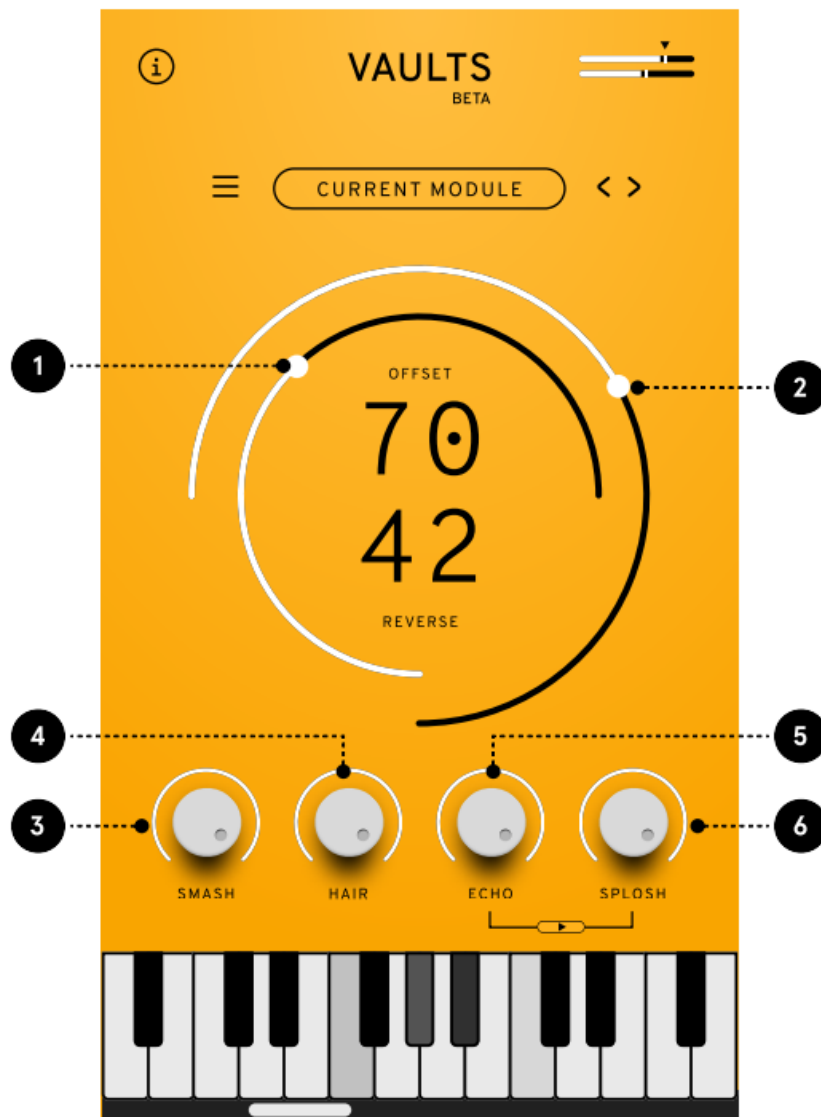 i
VAULTS
BETA
CURRENT MODULE
1
2
OFFSET
70
42
REVERSE
4
5
3
6
SMASH HAIR ECHO SPLOSH